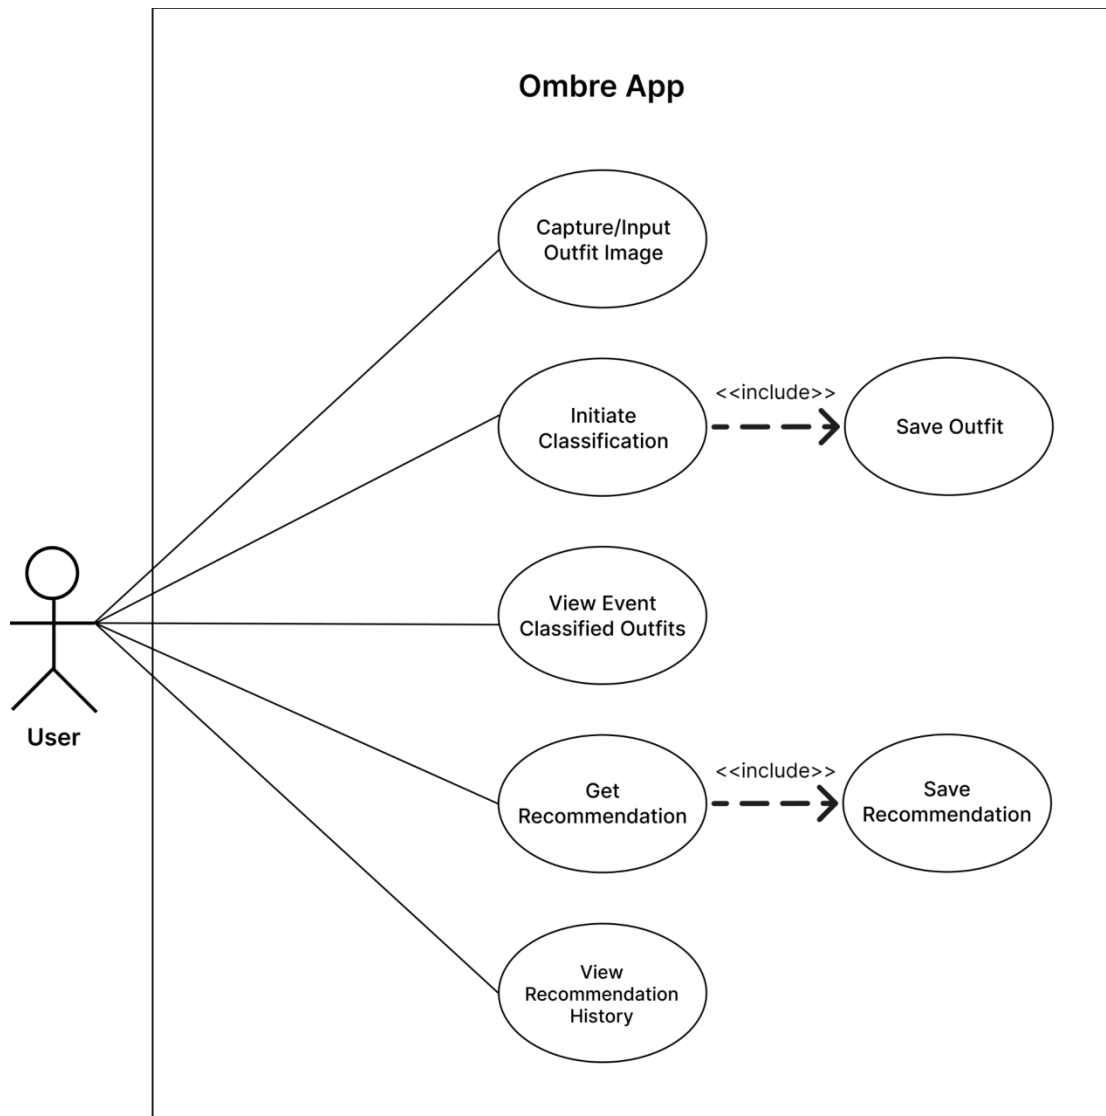 Ombre App
Capture/Input
Outfit Image
<<include>>
Initiate
Classification
Save Outfit
View Event
Classified Outfits
User
<<include>>
Get
Recommendation
Save
Recommendation
View
Recommendation
History